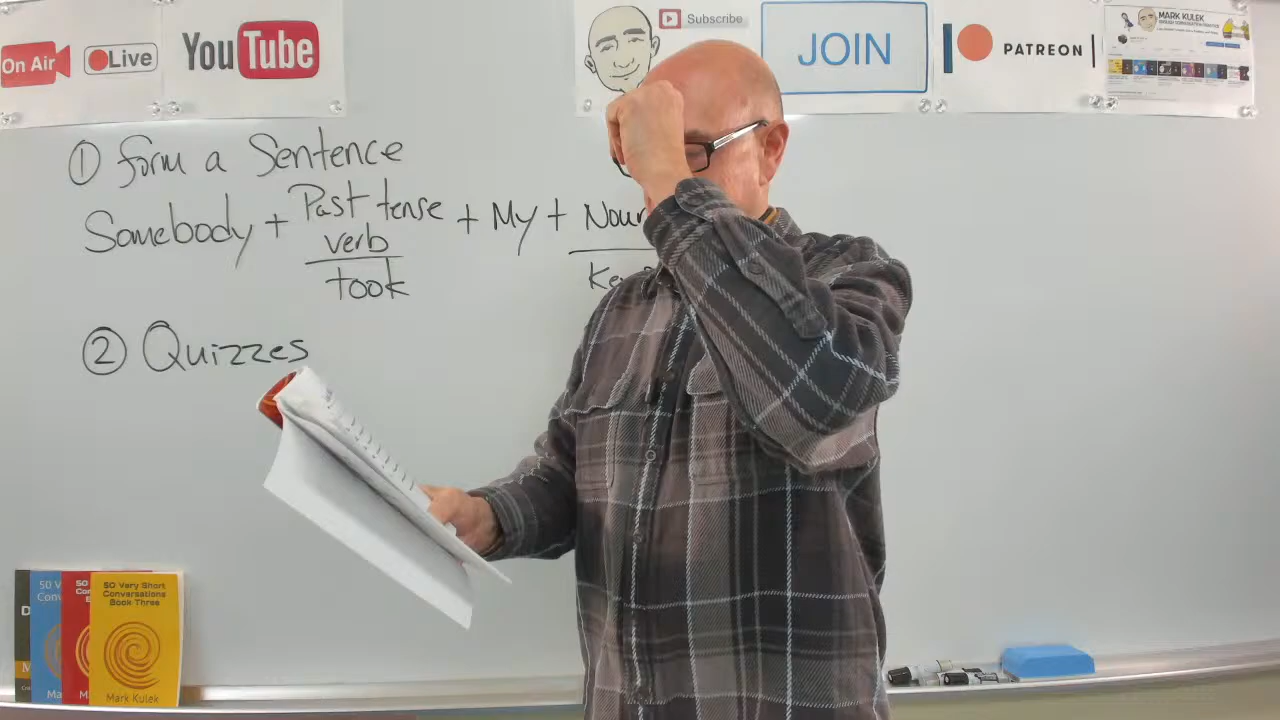 On Air
Live
YouTube
Subscribe
JOIN
PATREON
MARK KULEK
① form a Sentence
Somebody + Past tense verb + My +
took
② Quizzes
50 Very Short
Conversations
Book Three
Mark Kulek